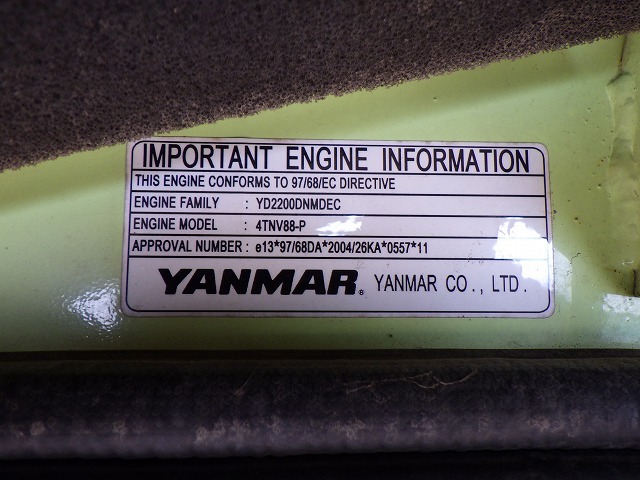 IMPORTANT ENGINE INFORMATION
THIS ENGINE CONFORMS TO 97/68/EC DIRECTIVE
ENGINE FAMILY : YD2200DNMDEC
ENGINE MODEL : 4TNV88-P
APPROVAL NUMBER : e13*97/68DA*2004/26KA*0557*11
YANMAR® YANMAR CO., LTD.